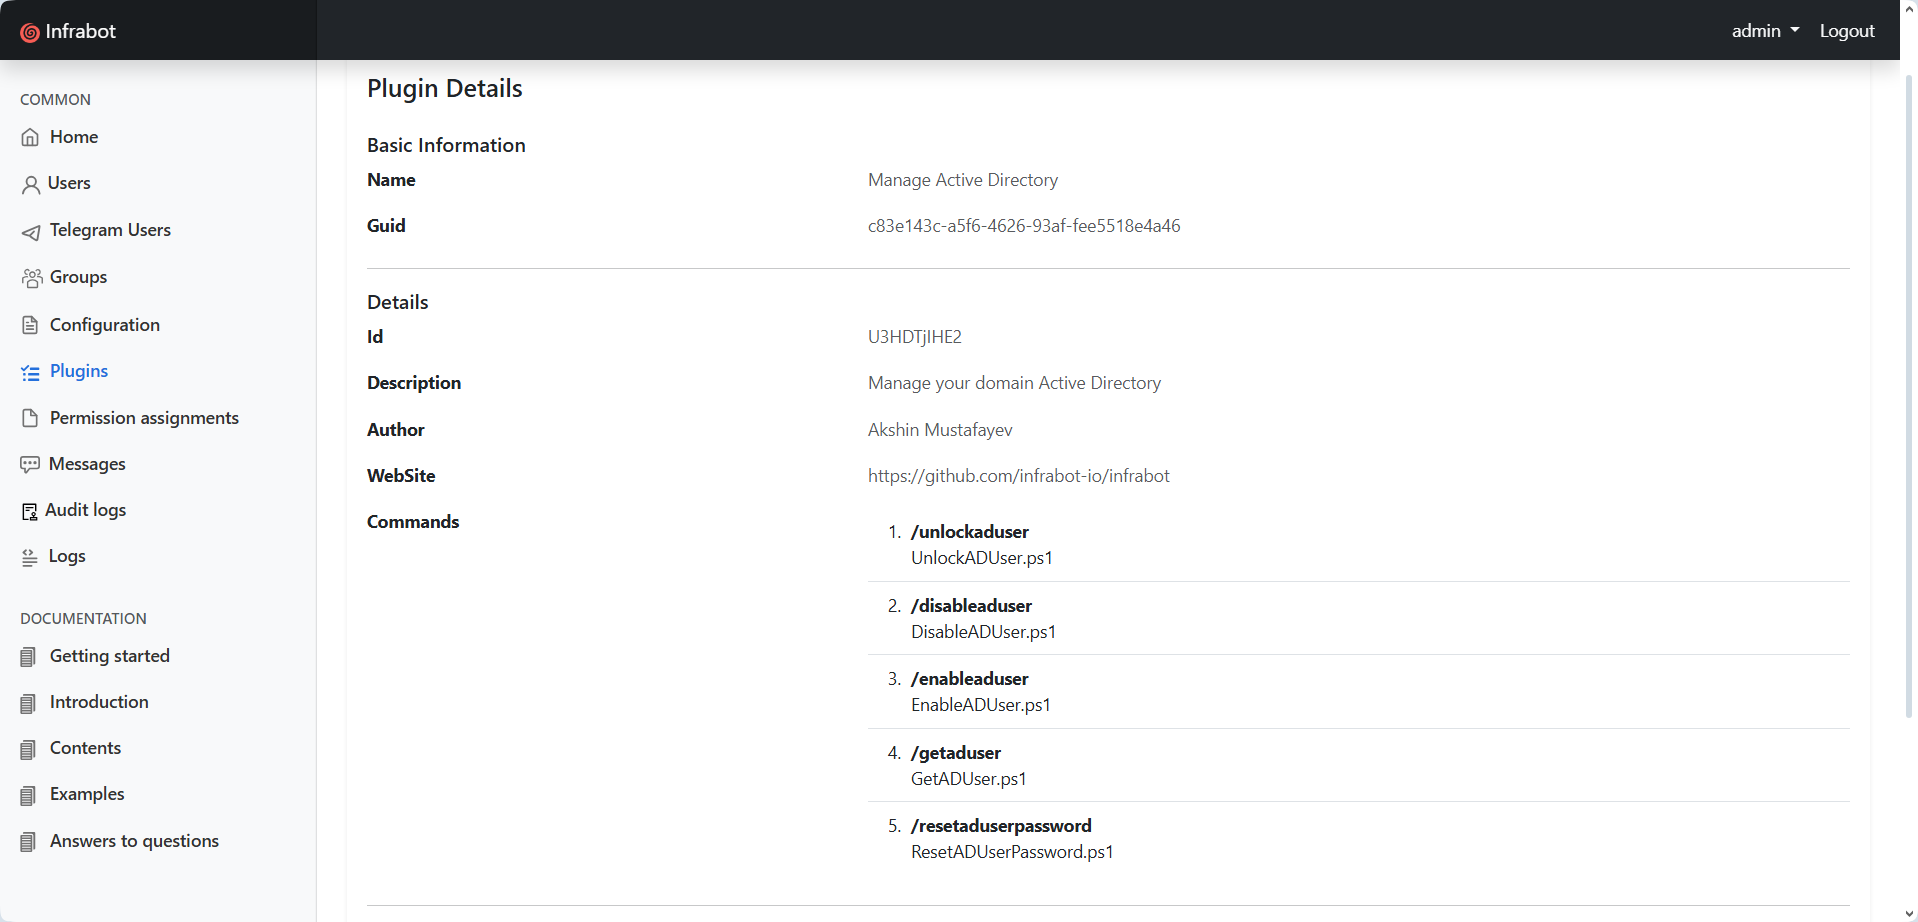 Infrabot
admin
Logout
COMMON
Home
Users
Telegram Users
Groups
Configuration
Plugins
Permission assignments
Messages
Audit logs
Logs
DOCUMENTATION
Getting started
Introduction
Contents
Examples
Answers to questions
Plugin Details
Basic Information
Name Manage Active Directory
Guid c83e143c-a5f6-4626-93af-fee5518e4a46
Details
Id U3HDTjIHE2
Description Manage your domain Active Directory
Author Akshin Mustafayev
WebSite https://github.com/infrabot-io/infrabot
Commands
1. /unlockaduser
UnlockADUser.ps1
2. /disableaduser
DisableADUser.ps1
3. /enableaduser
EnableADUser.ps1
4. /getaduser
GetADUser.ps1
5. /resetaduserpassword
ResetADUserPassword.ps1